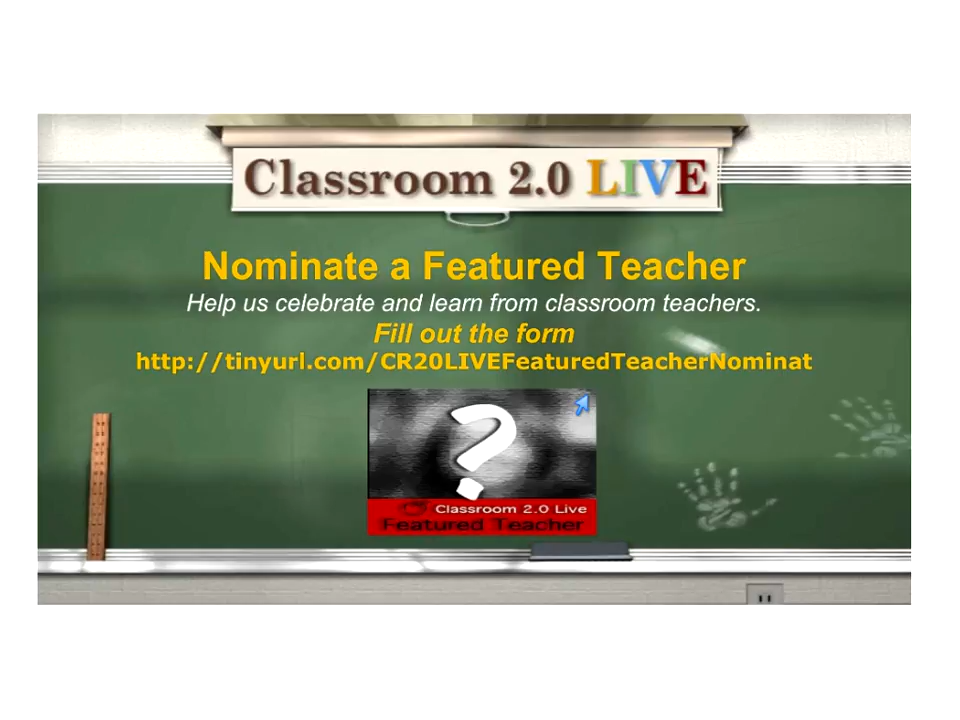 Classroom 2.0 LIVE
Nominate a Featured Teacher
Help us celebrate and learn from classroom teachers.
Fill out the form
http://tinyurl.com/CR20LIVEFeaturedTeacherNominat
?
Classroom 2.0 Live
Featured Teacher